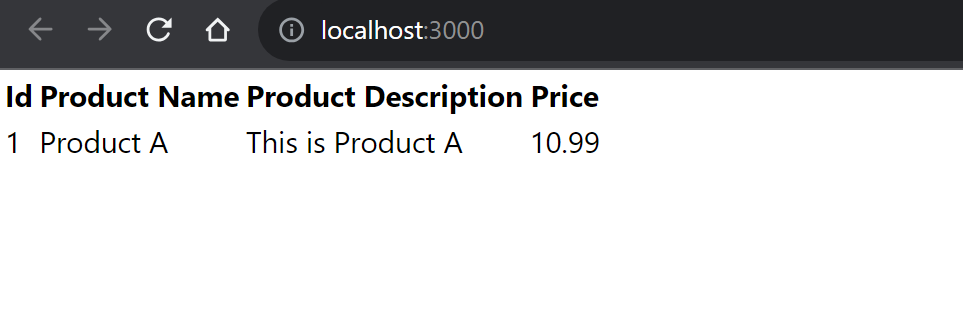 localhost:3000
Id Product Name Product Description Price
1 Product A This is Product A 10.99